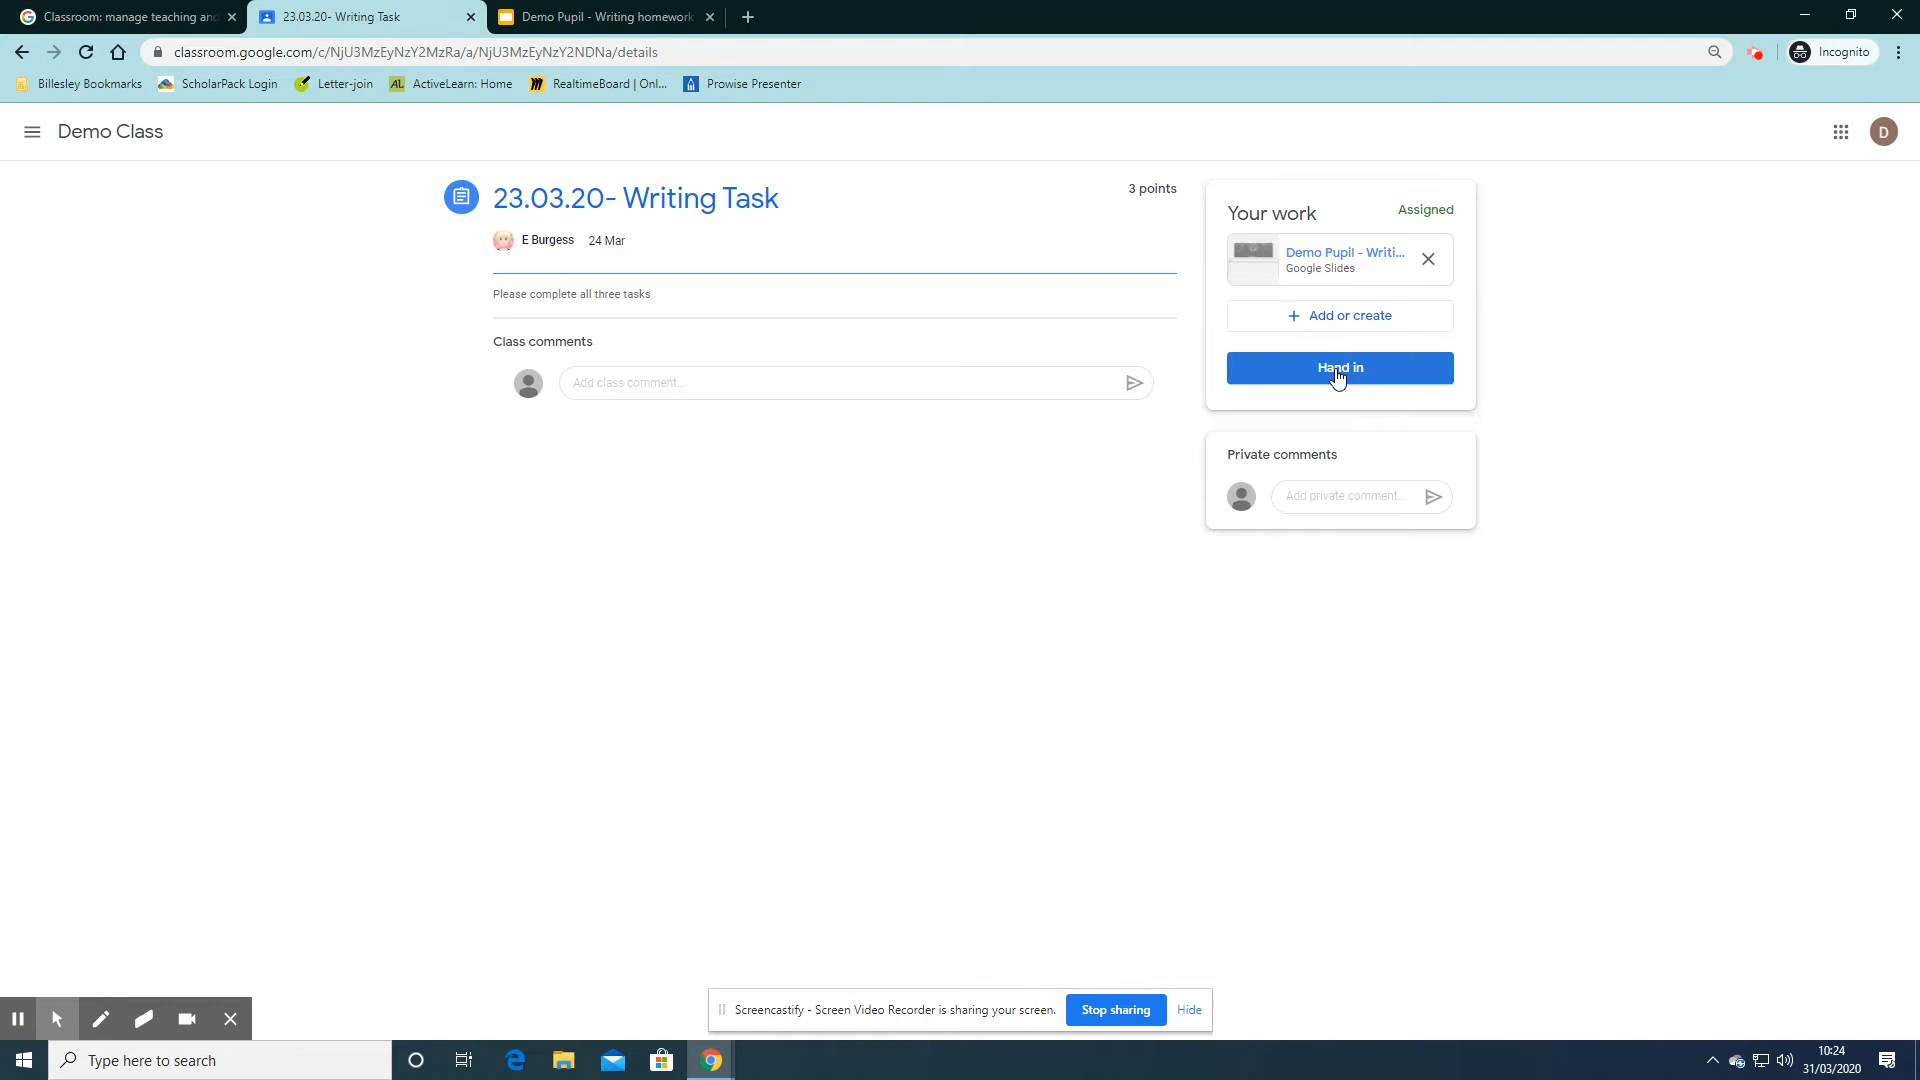 Classroom: manage teaching and
23.03.20- Writing Task
Demo Pupil - Writing homework
classroom.google.com/c/NjU3MzEyNzY2MzRa/a/NjU3MzEyNzY2NDNa/details
Incognito
Billesley Bookmarks
ScholarPack Login
Letter-join
AL ActiveLearn: Home
RealtimeBoard | Onl...
Prowise Presenter
Demo Class
D
23.03.20- Writing Task
3 points
E Burgess 24 Mar
Please complete all three tasks
Class comments
Add class comment...
Your work
Assigned
Demo Pupil - Writi...
Google Slides
+ Add or create
Hand in
Private comments
Add private comment...
Screencastify - Screen Video Recorder is sharing your screen.
Stop sharing
Hide
Type here to search
10:24
31/03/2020